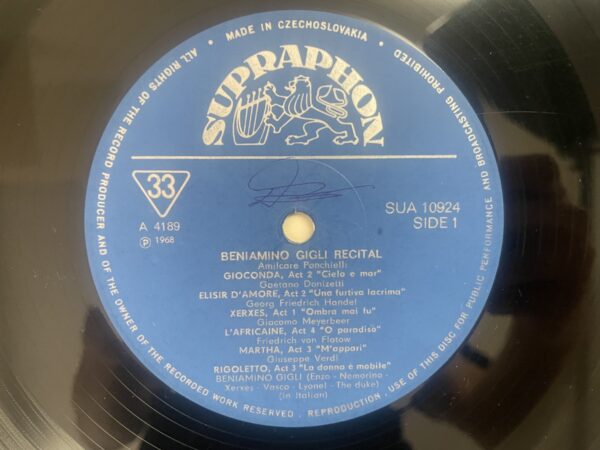 ALL RIGHTS OF THE RECORD PRODUCER AND OF THE OWNER OF THE RECORDED WORK RESERVED . REPRODUCTION . USE OF THIS DISC FOR PUBLIC PERFORMANCE AND BROADCASTING PROHIBITED
MADE IN CZECHOSLOVAKIA
SUPRAPHON
33
A 4189
℗ 1968
SUA 10924
SIDE 1
BENIAMINO GIGLI RECITAL
Amilcare Ponchielli
GIOCONDA, Act 2 "Cielo e mar"
Gaetano Donizetti
ELISIR D'AMORE, Act 2 "Una furtiva lacrima"
Georg Friedrich Handel
XERXES, Act 1 "Ombra mai fu"
Giacomo Meyerbeer
L'AFRICAINE, Act 4 "O paradiso"
Friedrich von Flotow
MARTHA, Act 3 "M'appari"
Giuseppe Verdi
RIGOLETTO, Act 3 "La donna è mobile"
BENIAMINO GIGLI (Enzo - Nemorino -
Xerxes - Vasco - Lyonel - The duke)
(in Italian)